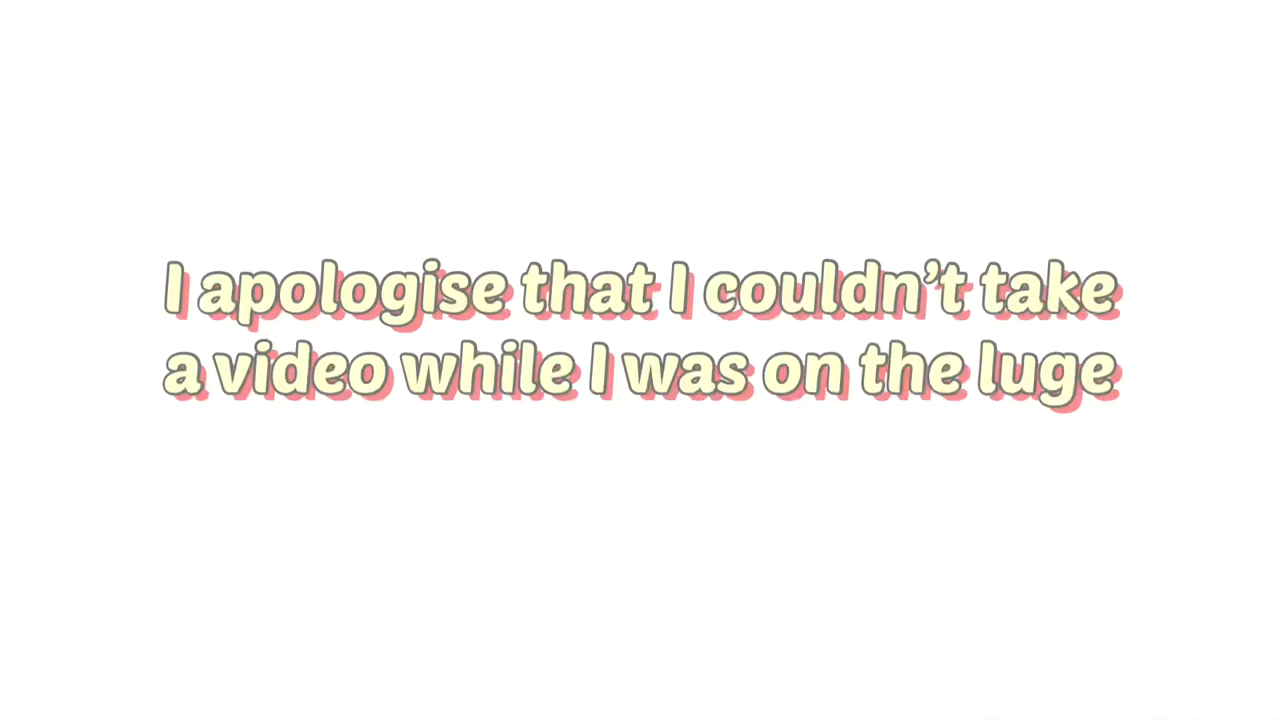 I apologise that I couldn’t take
a video while I was on the luge